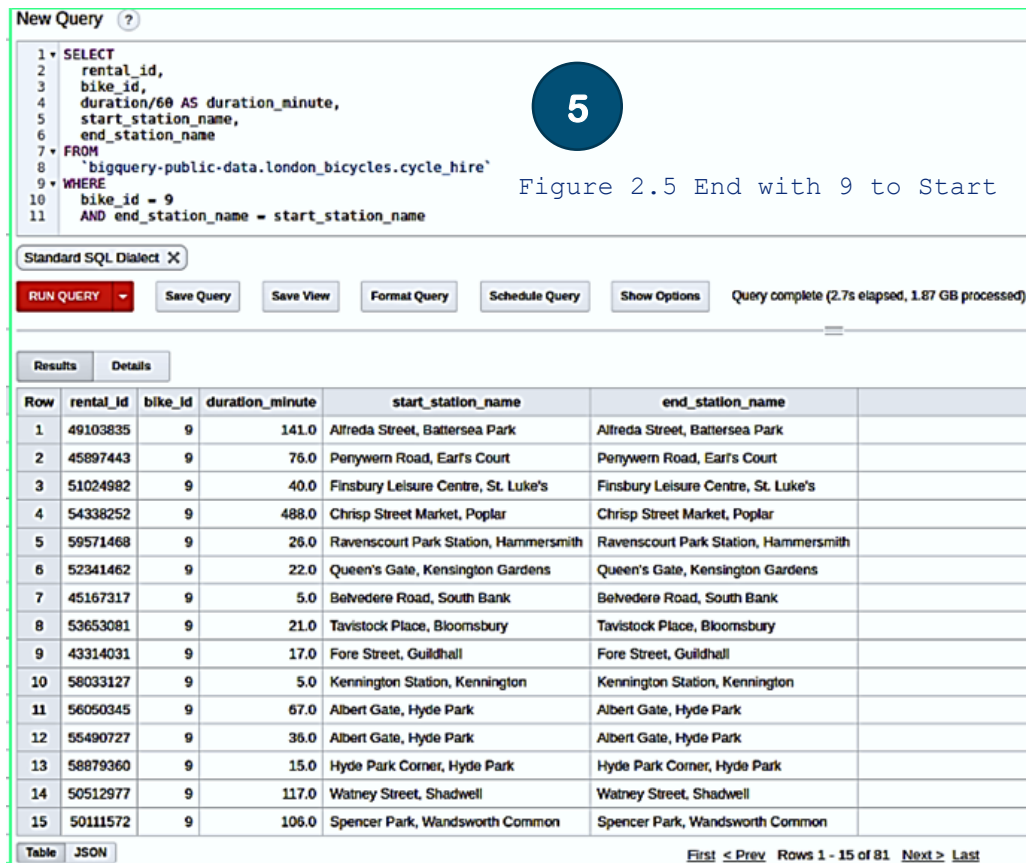 New Query ?
1 SELECT
2 rental_id,
3 bike_id,
4 duration/60 AS duration_minute,
5 start_station_name,
6 end_station_name
7 FROM
8 `bigquery-public-data.london_bicycles.cycle_hire`
9 WHERE
10 bike_id = 9
11 AND end_station_name = start_station_name
5
Figure 2.5 End with 9 to Start
Standard SQL Dialect X
RUN QUERY Save Query Save View Format Query Schedule Query Show Options Query complete (2.7s elapsed, 1.87 GB processed)
Results Details
Row rental_id bike_id duration_minute start_station_name end_station_name
1 49103835 9 141.0 Alfreda Street, Battersea Park Alfreda Street, Battersea Park
2 45897443 9 76.0 Penywern Road, Earl's Court Penywern Road, Earl's Court
3 51024982 9 40.0 Finsbury Leisure Centre, St. Luke's Finsbury Leisure Centre, St. Luke's
4 54338252 9 488.0 Chrisp Street Market, Poplar Chrisp Street Market, Poplar
5 59571468 9 26.0 Ravenscourt Park Station, Hammersmith Ravenscourt Park Station, Hammersmith
6 52341462 9 22.0 Queen's Gate, Kensington Gardens Queen's Gate, Kensington Gardens
7 45167317 9 5.0 Belvedere Road, South Bank Belvedere Road, South Bank
8 53653081 9 21.0 Tavistock Place, Bloomsbury Tavistock Place, Bloomsbury
9 43314031 9 17.0 Fore Street, Guildhall Fore Street, Guildhall
10 58033127 9 5.0 Kennington Station, Kennington Kennington Station, Kennington
11 56050345 9 67.0 Albert Gate, Hyde Park Albert Gate, Hyde Park
12 55490727 9 36.0 Albert Gate, Hyde Park Albert Gate, Hyde Park
13 58879360 9 15.0 Hyde Park Corner, Hyde Park Hyde Park Corner, Hyde Park
14 50512977 9 117.0 Watney Street, Shadwell Watney Street, Shadwell
15 50111572 9 106.0 Spencer Park, Wandsworth Common Spencer Park, Wandsworth Common
Table JSON First < Prev Rows 1 - 15 of 81 Next > Last